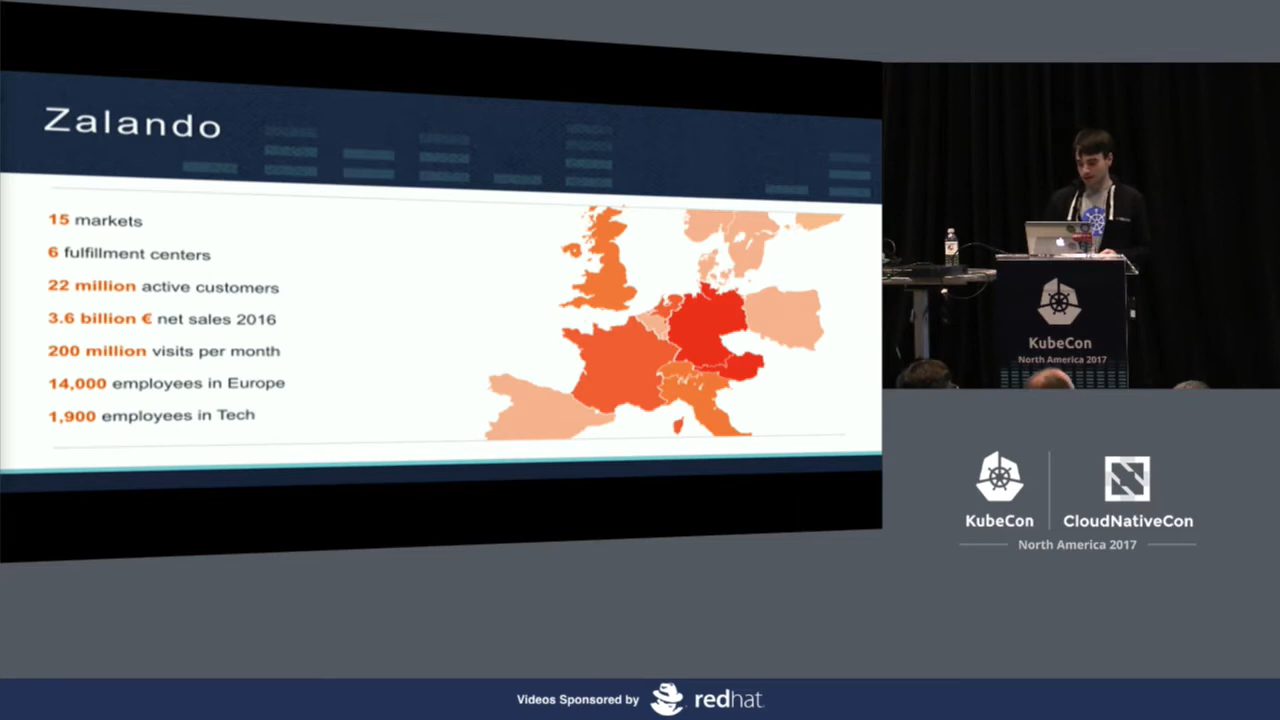 Zalando
15 markets
6 fulfillment centers
22 million active customers
3.6 billion € net sales 2016
200 million visits per month
14,000 employees in Europe
1,900 employees in Tech
KubeCon
North America 2017
KubeCon
CloudNativeCon
North America 2017
Videos Sponsored by
redhat